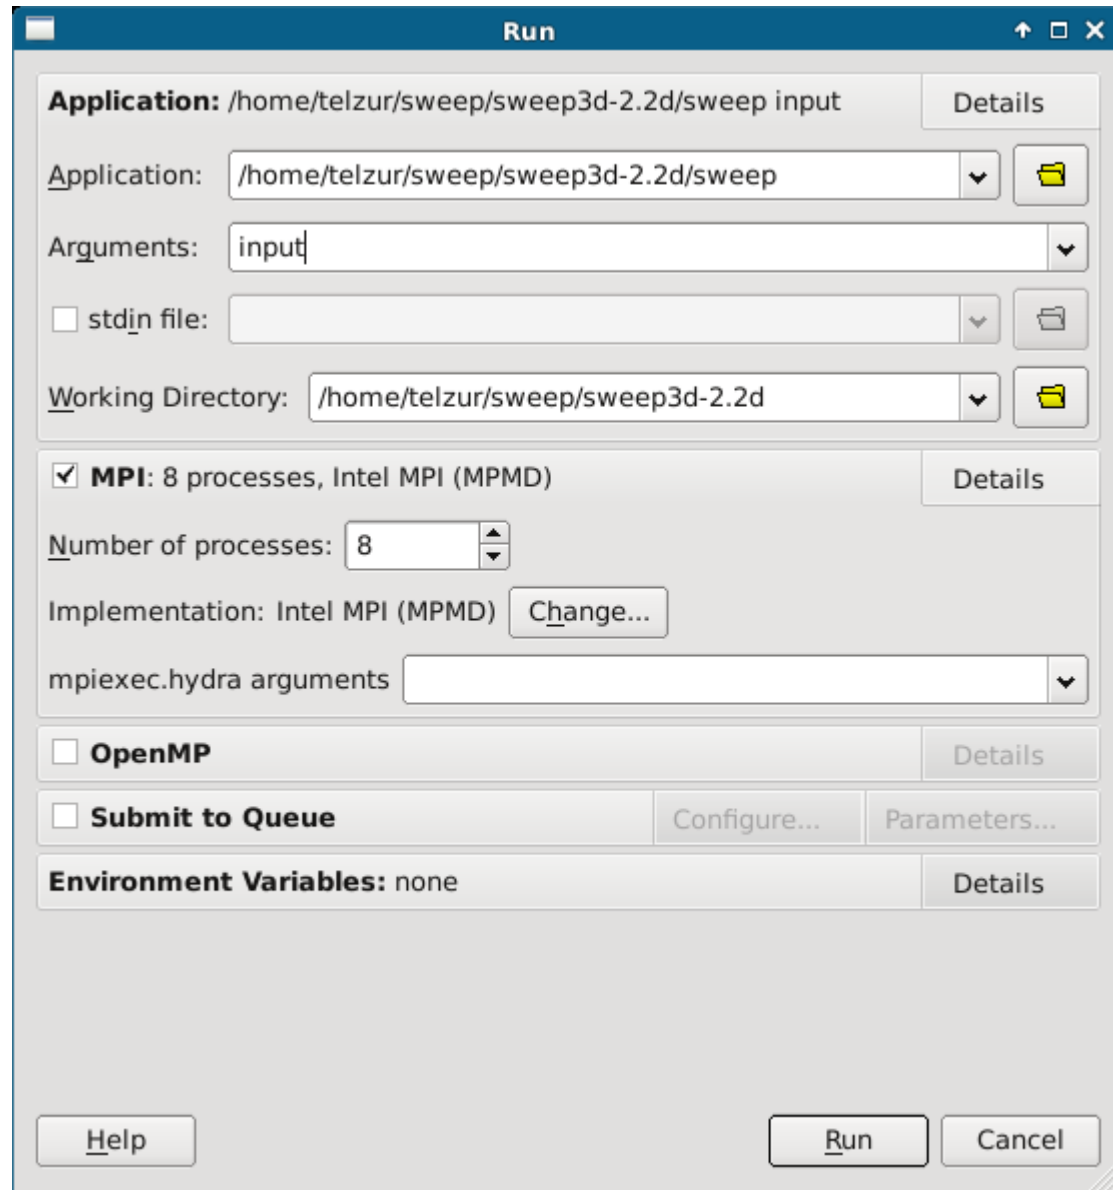 Run
Application: /home/telzur/sweep/sweep3d-2.2d/sweep input Details
Application: /home/telzur/sweep/sweep3d-2.2d/sweep
Arguments: input
stdin file:
Working Directory: /home/telzur/sweep/sweep3d-2.2d
MPI: 8 processes, Intel MPI (MPMD) Details
Number of processes: 8
Implementation: Intel MPI (MPMD) Change...
mpiexec.hydra arguments
OpenMP Details
Submit to Queue Configure... Parameters...
Environment Variables: none Details
Help Run Cancel